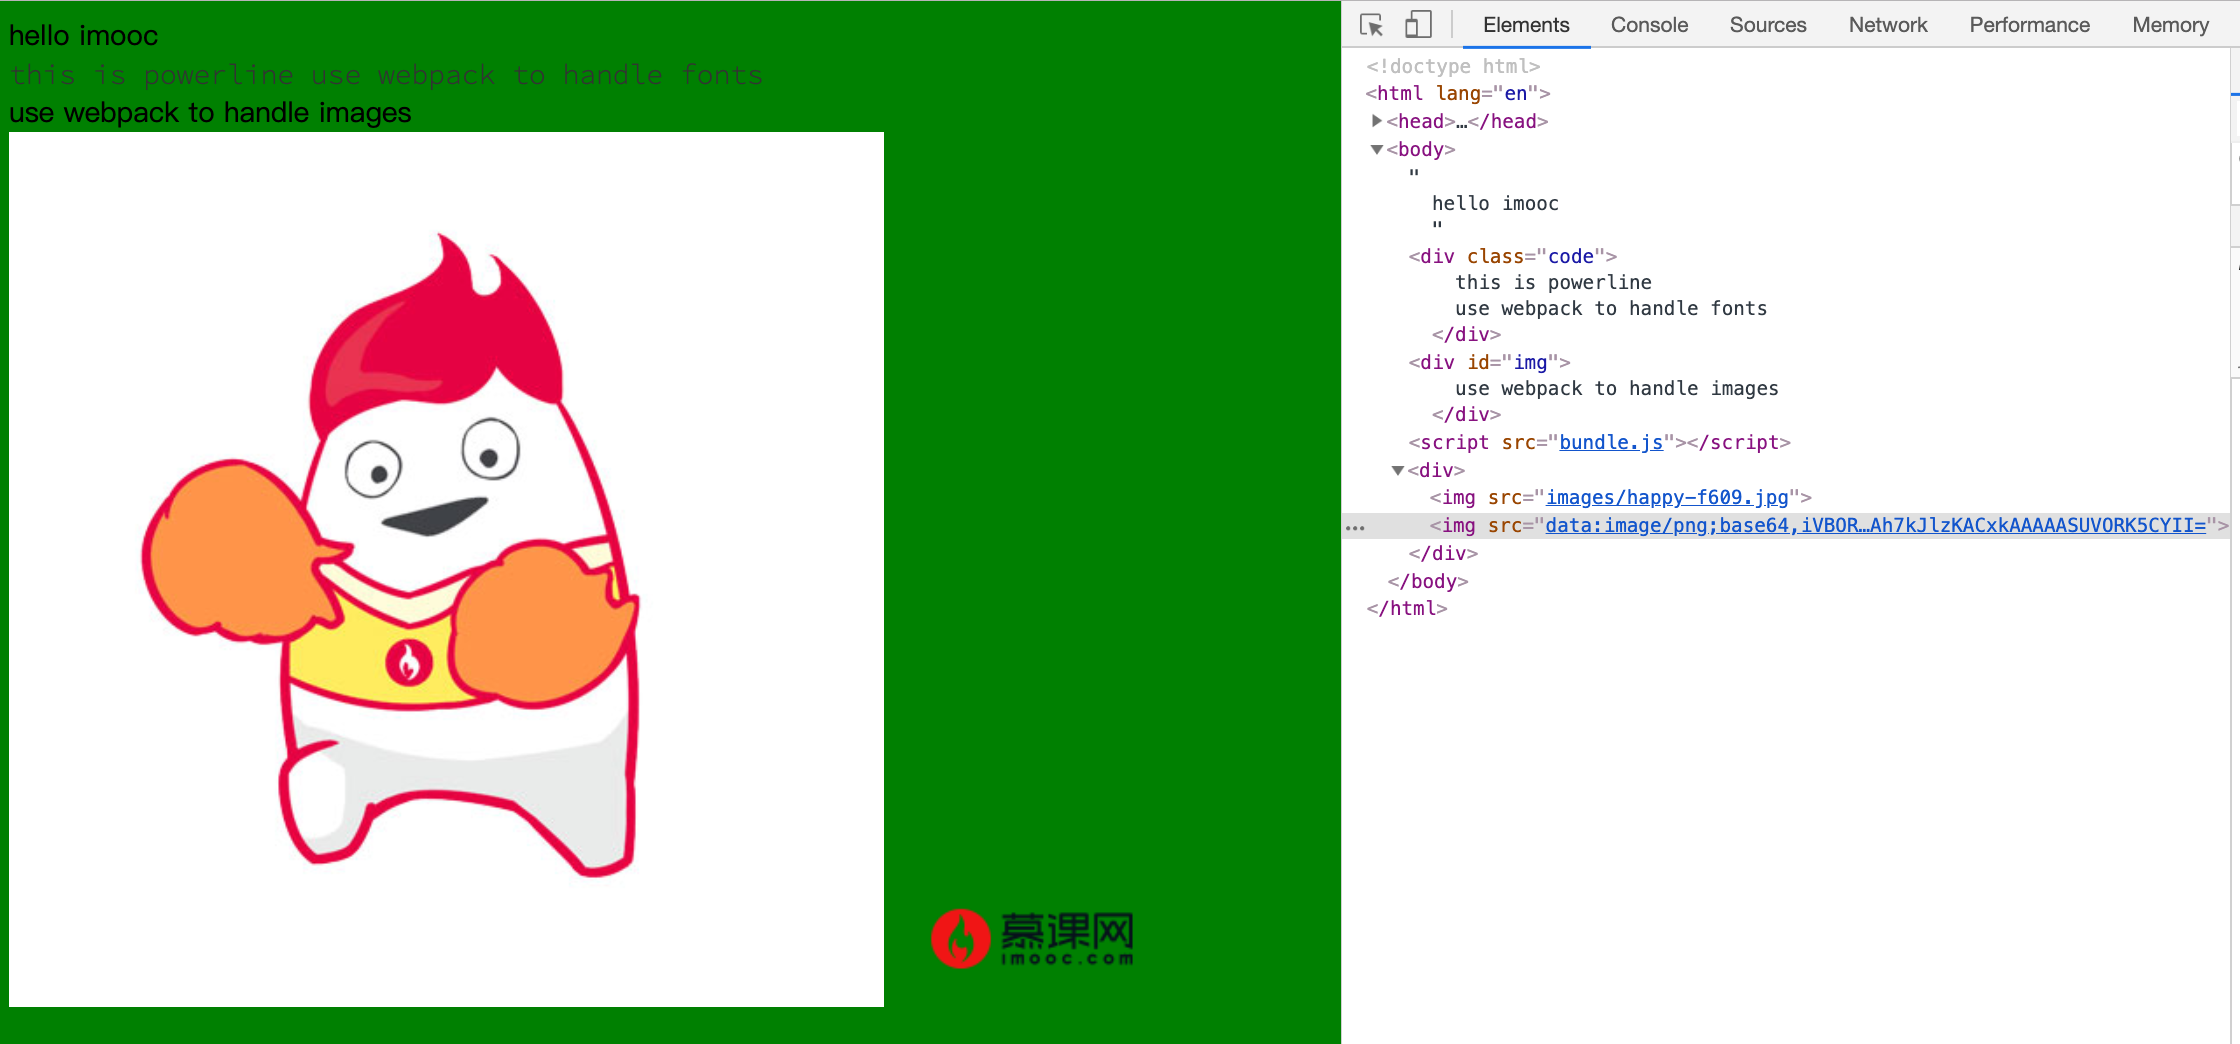 hello imooc
this is powerline use webpack to handle fonts
use webpack to handle images
慕课网
imooc.com
Elements Console Sources Network Performance Memory
<!doctype html>
<html lang="en">
<head>…</head>
<body>
"
hello imooc
"
<div class="code">
this is powerline
use webpack to handle fonts
</div>
<div id="img">
use webpack to handle images
</div>
<script src="bundle.js"></script>
<div>
<img src="images/happy-f609.jpg">
<img src="data:image/png;base64,iVBOR…Ah7kJlzKACxkAAAAASUVORK5CYII=">
</div>
</body>
</html>